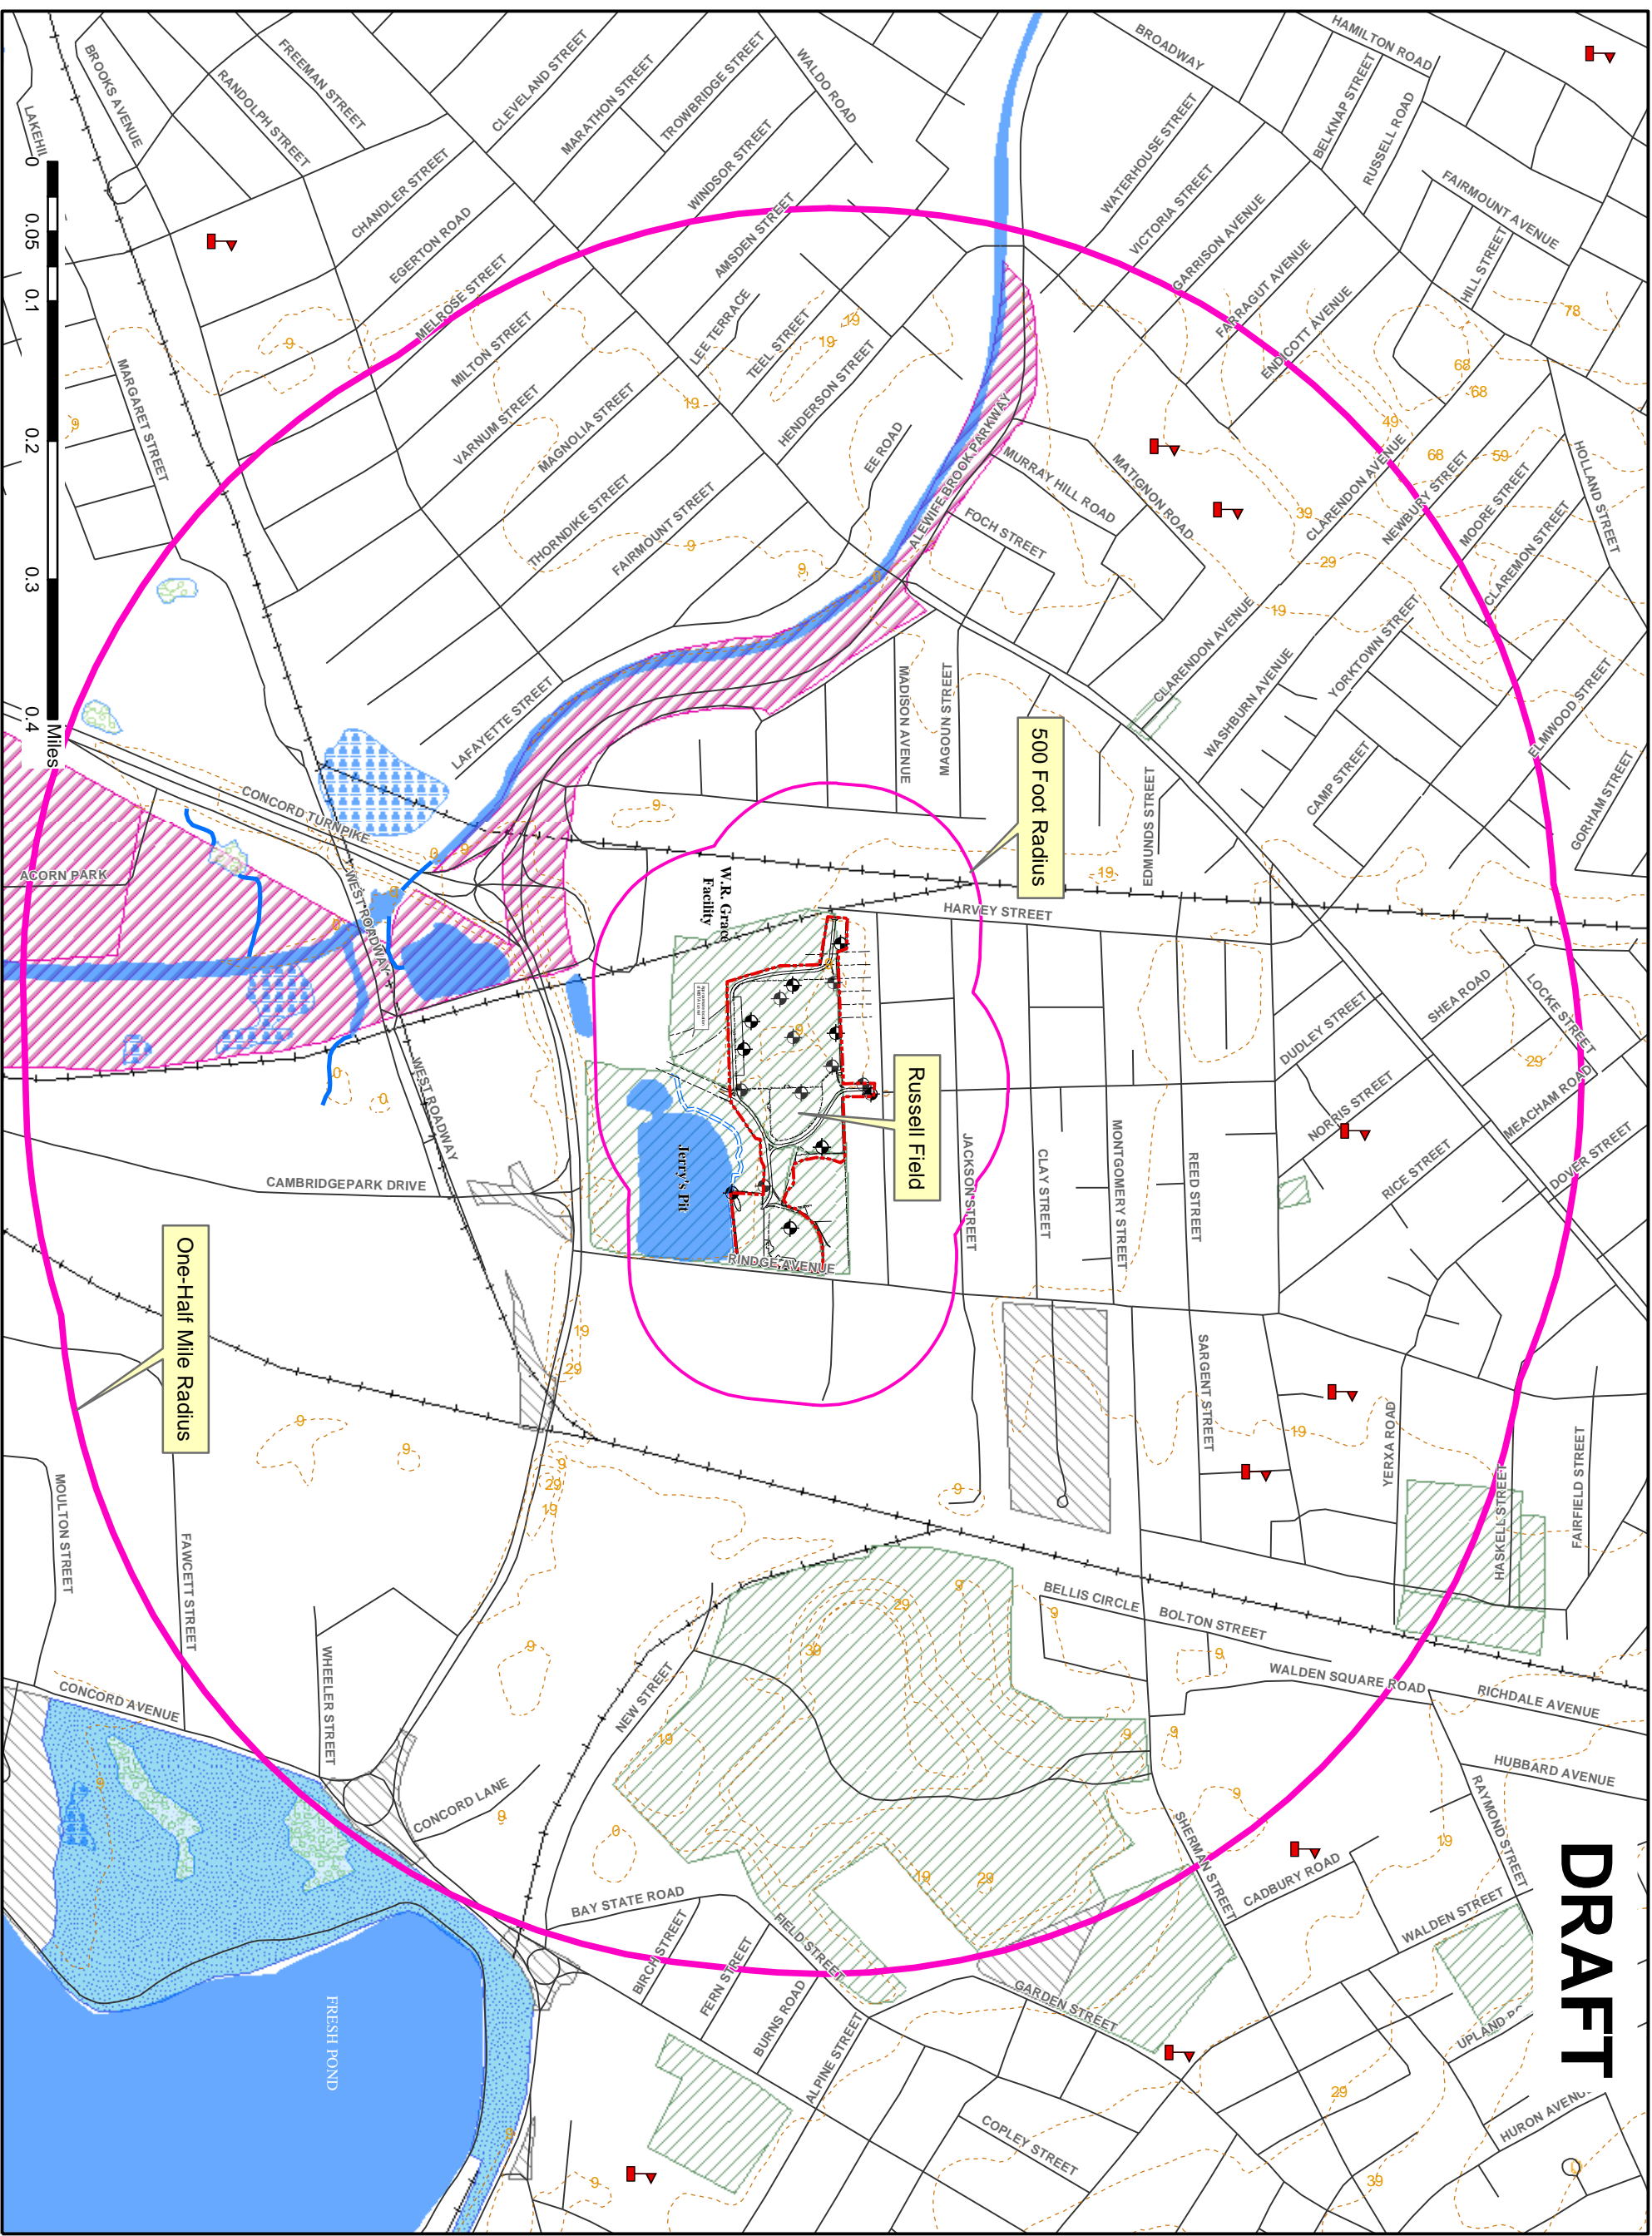 DRAFT
500 Foot Radius
Russell Field
One-Half Mile Radius
W.R. Grace
Facility
Jerry's Pit
FRESH POND
0 0.05 0.1 0.2 0.3 0.4
Miles
HAMILTON ROAD
BROADWAY
BELKNAP STREET
RUSSELL ROAD
FAIRMOUNT AVENUE
HILL STREET
WATERHOUSE STREET
VICTORIA STREET
GARRISON AVENUE
FARRAGUT AVENUE
ENDICOTT AVENUE
WALDO ROAD
TROWBRIDGE STREET
MARATHON STREET
CLEVELAND STREET
FREEMAN STREET
RANDOLPH STREET
BROOKS AVENUE
LAKEHIL
CHANDLER STREET
EGERTON ROAD
MELROSE STREET
WINDSOR STREET
AMSDEN STREET
LEE TERRACE
TEEL STREET
HENDERSON STREET
MILTON STREET
VARNUM STREET
MAGNOLIA STREET
THORNDIKE STREET
FAIRMOUNT STREET
EE ROAD
LAFAYETTE STREET
MARGARET STREET
ALEWIFE BROOK PARKWAY
MURRAY HILL ROAD
MATIGNON ROAD
FOCH STREET
CLARENDON AVENUE
NEWBURY STREET
MOORE STREET
CLAREMON STREET
HOLLAND STREET
CLARENDON AVENUE
WASHBURN AVENUE
YORKTOWN STREET
CAMP STREET
ELMWOOD STREET
GORHAM STREET
MADISON AVENUE
MAGOUN STREET
EDMUNDS STREET
HARVEY STREET
CONCORD TURNPIKE
WEST ROADWAY
WEST ROADWAY
ACORN PARK
CAMBRIDGEPARK DRIVE
RINDGE AVENUE
JACKSON STREET
CLAY STREET
MONTGOMERY STREET
REED STREET
DUDLEY STREET
SHEA ROAD
LOCKE STREET
MEACHAM ROAD
NORRIS STREET
RICE STREET
DOVER STREET
SARGENT STREET
YERXA ROAD
HASKELL STREET
FAIRFIELD STREET
MOULTON STREET
FAWCETT STREET
WHEELER STREET
CONCORD AVENUE
CONCORD LANE
NEW STREET
BELLIS CIRCLE
BOLTON STREET
WALDEN SQUARE ROAD
RICHDALE AVENUE
HUBBARD AVENUE
RAYMOND STREET
SHERMAN STREET
CADBURY ROAD
WALDEN STREET
HURON AVENU
BAY STATE ROAD
BIRCH STREET
FERN STREET
FIELD STREET
BURNS ROAD
ALPINE STREET
GARDEN STREET
COPLEY STREET